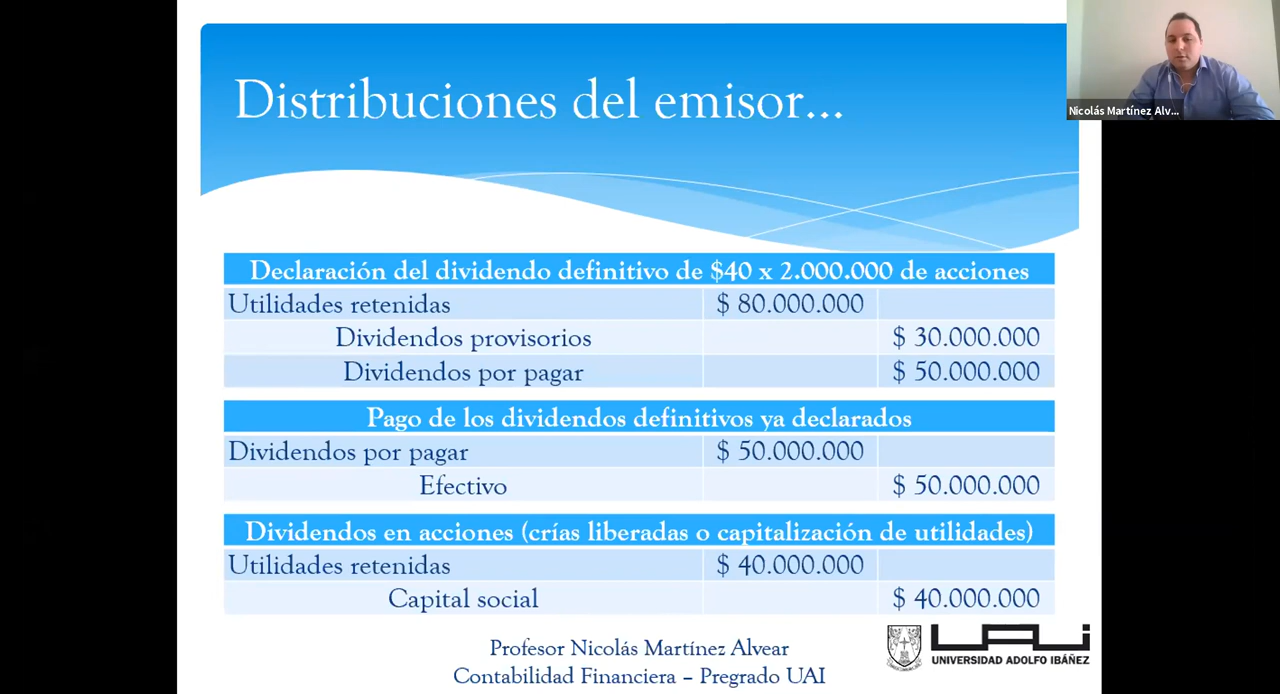 Distribuciones del emisor...
Nicolás Martínez Alv...
Declaración del dividendo definitivo de $40 x 2.000.000 de acciones
Utilidades retenidas $ 80.000.000
Dividendos provisorios $ 30.000.000
Dividendos por pagar $ 50.000.000
Pago de los dividendos definitivos ya declarados
Dividendos por pagar $ 50.000.000
Efectivo $ 50.000.000
Dividendos en acciones (crías liberadas o capitalización de utilidades)
Utilidades retenidas $ 40.000.000
Capital social $ 40.000.000
Profesor Nicolás Martínez Alvear
Contabilidad Financiera – Pregrado UAI
UAI
UNIVERSIDAD ADOLFO IBÁÑEZ